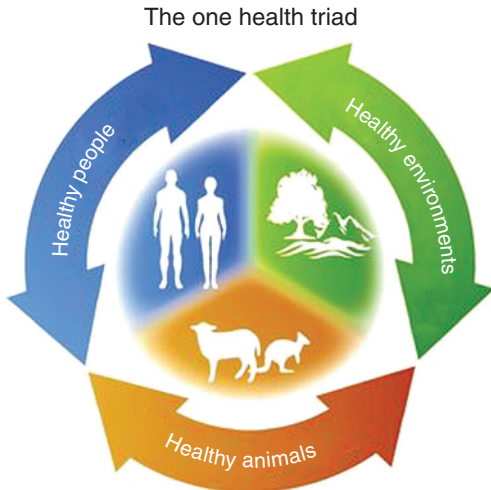 The one health triad
Healthy people
Healthy environments
Healthy animals